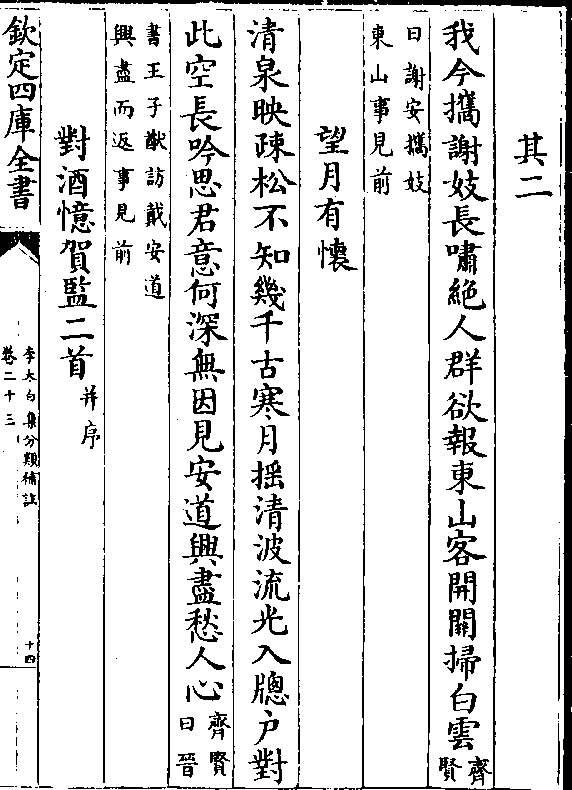 其二
我今攜謝妓長嘯絶人群欲報東山客開關掃白雲齊賢
曰謝安攜妓
東山事見前
望月有懷
清泉映疎松不知幾千古寒月揺清波流光入牕户對
此空長吟思君意何深無因見安道興盡愁人心齊賢曰晉
書王子猷訪戴安道
興盡而返事見前
對酒憶賀監二首并序
欽定四庫全書
李太白集分類補註
卷二十三
十四